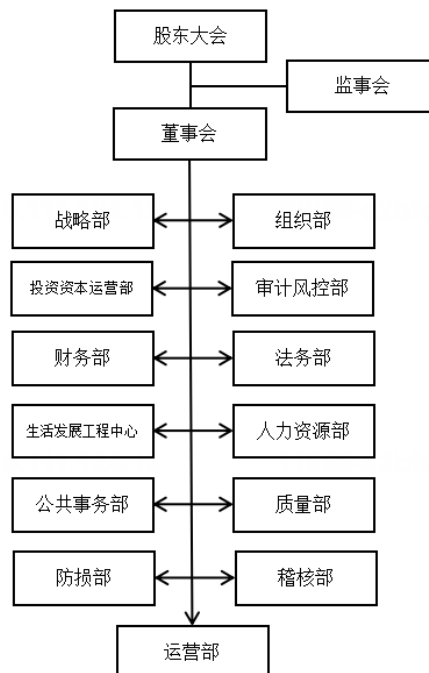 股东大会
监事会
董事会
战略部
组织部
投资资本运营部
审计风控部
财务部
法务部
生活发展工程中心
人力资源部
公共事务部
质量部
防损部
稽核部
运营部